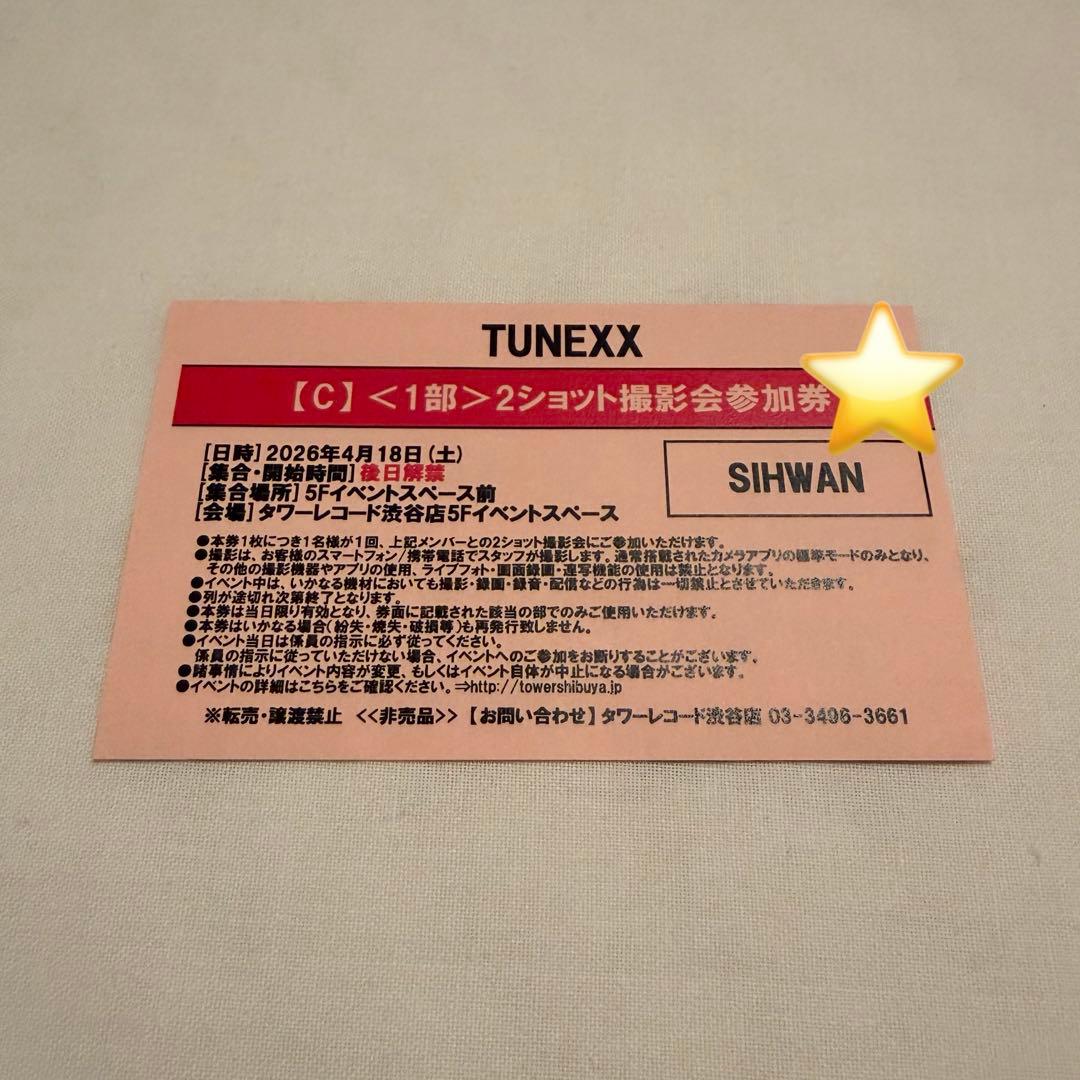 TUNEXX
【C】<1部>2ショット撮影会参加券
[日時] 2026年4月18日(土)
[集合・開始時間] 後日解禁
[集合場所] 5Fイベントスペース前
[会場] タワーレコード渋谷店5Fイベントスペース
SIHWAN
●本券1枚につき1名様が1回、上記メンバーとの2ショット撮影会にご参加いただけます。
●撮影は、お客様のスマートフォン/携帯電話でスタッフが撮影します。通常搭載されたカメラアプリの標準モードのみとなり、
その他の撮影機器やアプリの使用、ライブフォト・画面録画・連写機能の使用は禁止となります。
●イベント中は、いかなる機材においても撮影・録画・録音・配信などの行為は一切禁止とさせていただきます。
●列が途切れ次第終了となります。
●本券は当日限り有効となり、券面に記載された該当の部でのみご使用いただけます。
●本券はいかなる場合(紛失・焼失・破損等)も再発行致しません。
●イベント当日は係員の指示に必ず従ってください。
係員の指示に従っていただけない場合、イベントへのご参加をお断りすることがございます。
●諸事情によりイベント内容が変更、もしくはイベント自体が中止になる場合がございます。
●イベントの詳細はこちらをご確認ください。⇒http://towershibuya.jp
※転売・譲渡禁止 <<非売品>> 【お問い合わせ】タワーレコード渋谷店 03-3496-3661